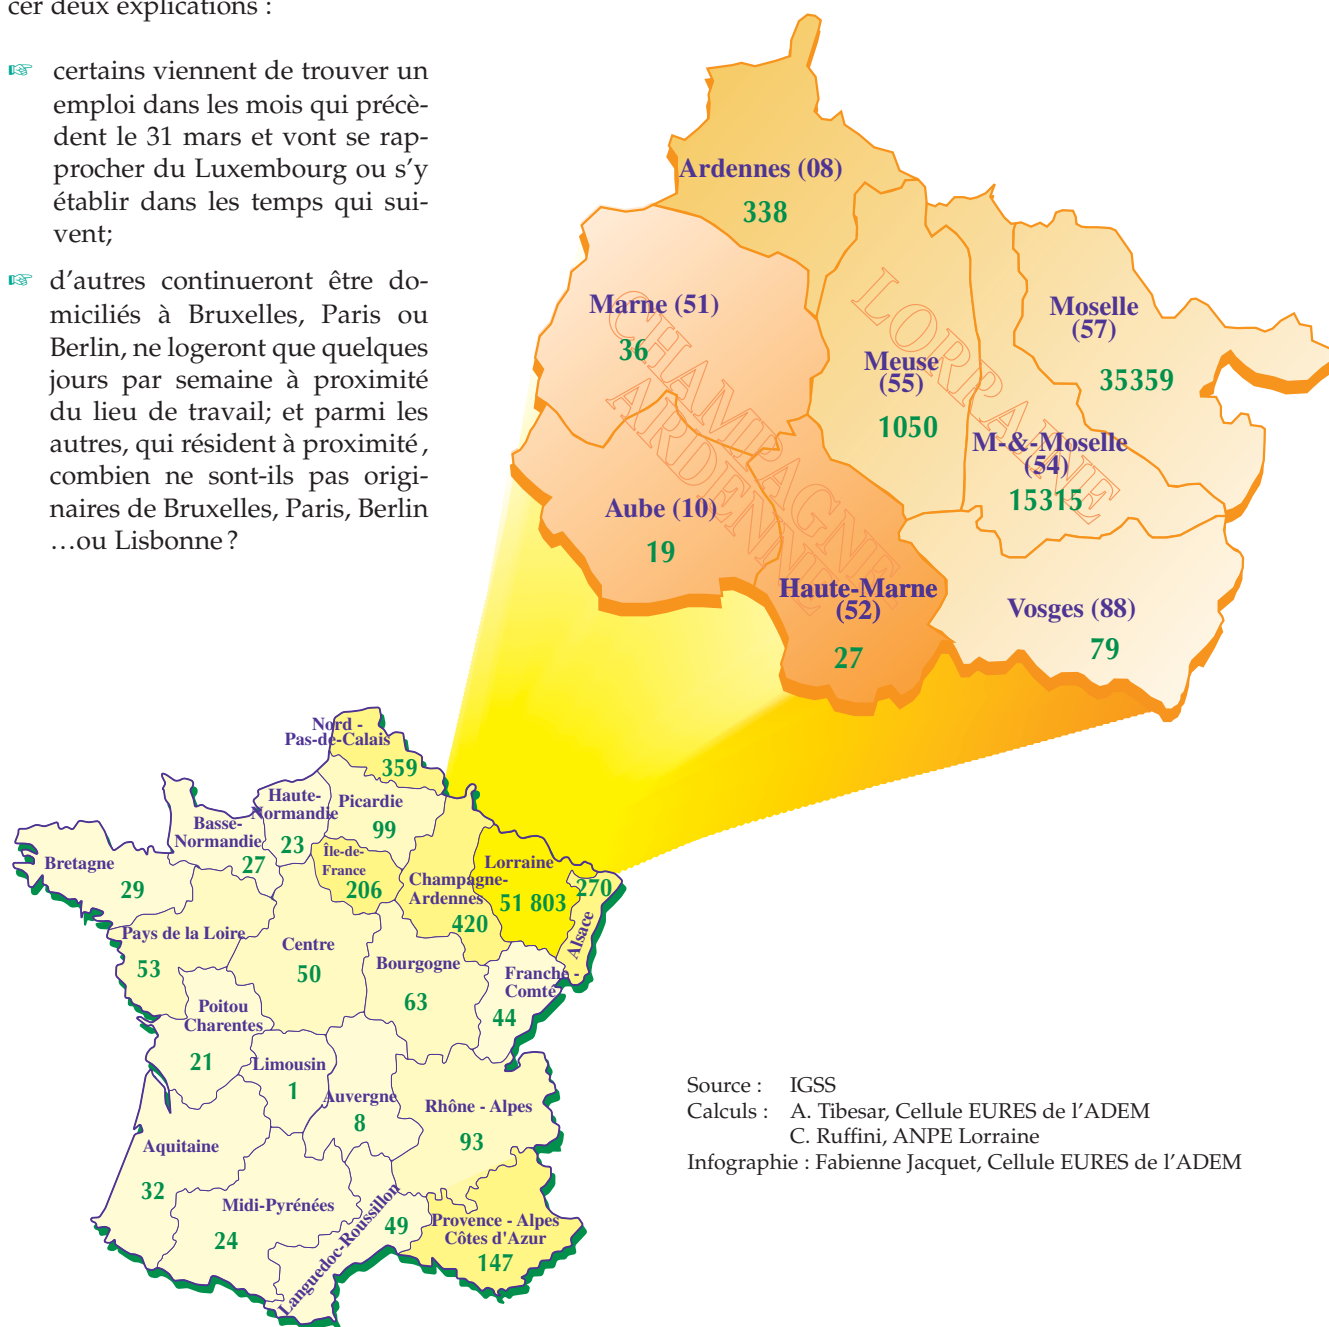 cer deux explications :
☞ certains viennent de trouver un
emploi dans les mois qui précè-
dent le 31 mars et vont se rap-
procher du Luxembourg ou s’y
établir dans les temps qui sui-
vent;
☞ d’autres continueront être do-
miciliés à Bruxelles, Paris ou
Berlin, ne logeront que quelques
jours par semaine à proximité
du lieu de travail; et parmi les
autres, qui résident à proximité,
combien ne sont-ils pas origi-
naires de Bruxelles, Paris, Berlin
…ou Lisbonne ?
Ardennes (08)
338
Marne (51)
36
CHAMPAGNE
ARDENNE
LORRAINE
Meuse
(55)
1050
Moselle
(57)
35359
M-&-Moselle
(54)
15315
Aube (10)
19
Haute-Marne
(52)
27
Vosges (88)
79
Nord -
Pas-de-Calais
359
Haute-
Normandie
23
Picardie
99
Basse-
Normandie
27
Île-de-
France
206
Bretagne
29
Champagne-
Ardennes
420
Lorraine
51 803
270
Alsace
Pays de la Loire
53
Centre
50
Bourgogne
63
Franche -
Comté
44
Poitou
Charentes
21
Limousin
1
Auvergne
8
Rhône - Alpes
93
Aquitaine
32
Midi-Pyrénées
24
Languedoc-Roussillon
49
Provence - Alpes
Côtes d'Azur
147
Source : IGSS
Calculs : A. Tibesar, Cellule EURES de l’ADEM
C. Ruffini, ANPE Lorraine
Infographie : Fabienne Jacquet, Cellule EURES de l’ADEM